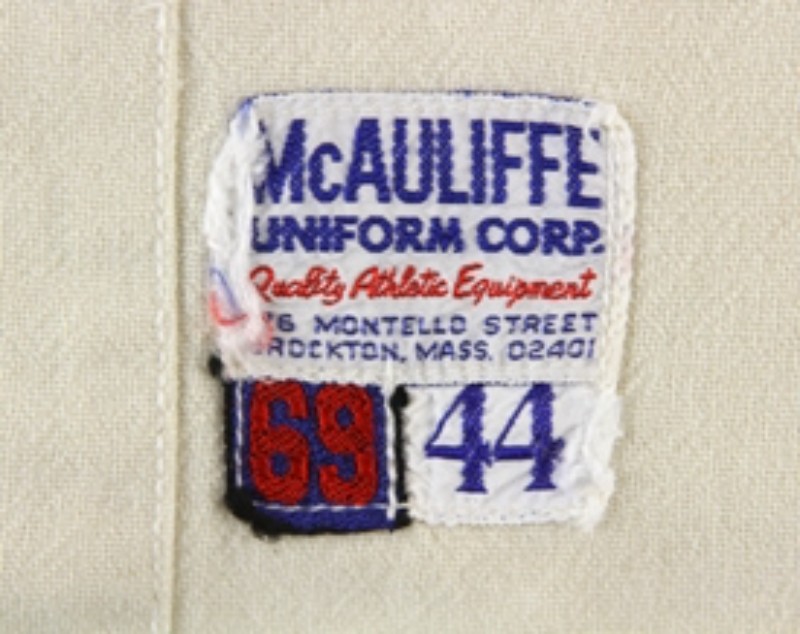 McAULIFFE
UNIFORM CORP.
Quality Athletic Equipment
MONTELLO STREET
BROCKTON, MASS. 02401
69 44